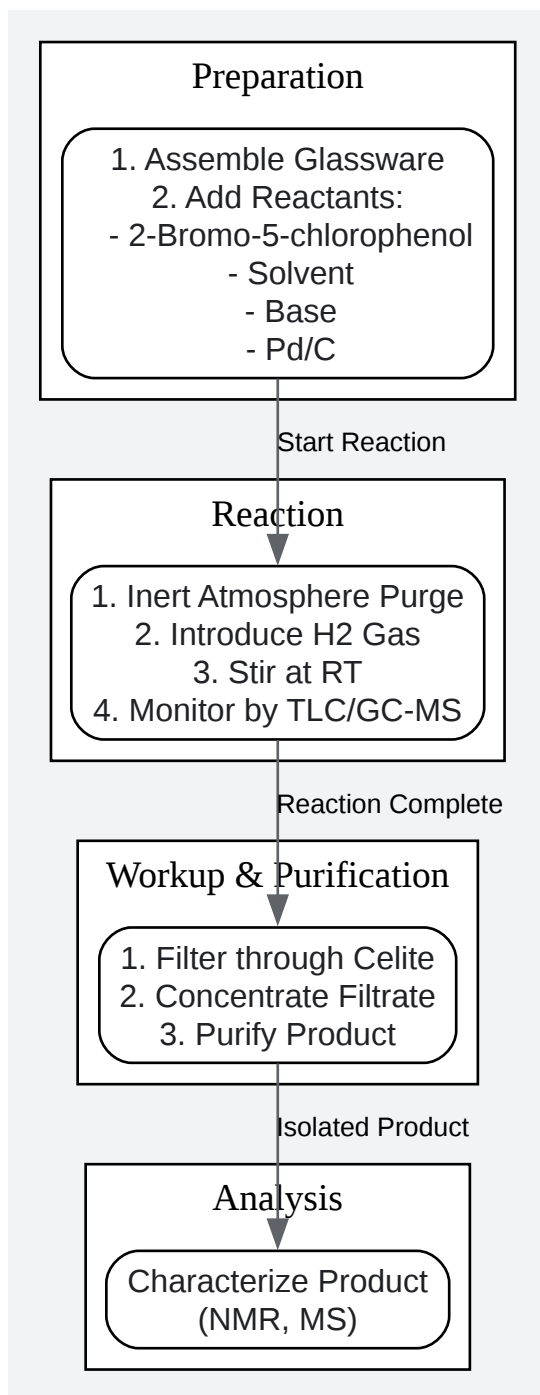 Preparation
1. Assemble Glassware
2. Add Reactants:
- 2-Bromo-5-chlorophenol
- Solvent
- Base
- Pd/C
Start Reaction
Reaction
1. Inert Atmosphere Purge
2. Introduce H2 Gas
3. Stir at RT
4. Monitor by TLC/GC-MS
Reaction Complete
Workup & Purification
1. Filter through Celite
2. Concentrate Filtrate
3. Purify Product
Isolated Product
Analysis
Characterize Product
(NMR, MS)